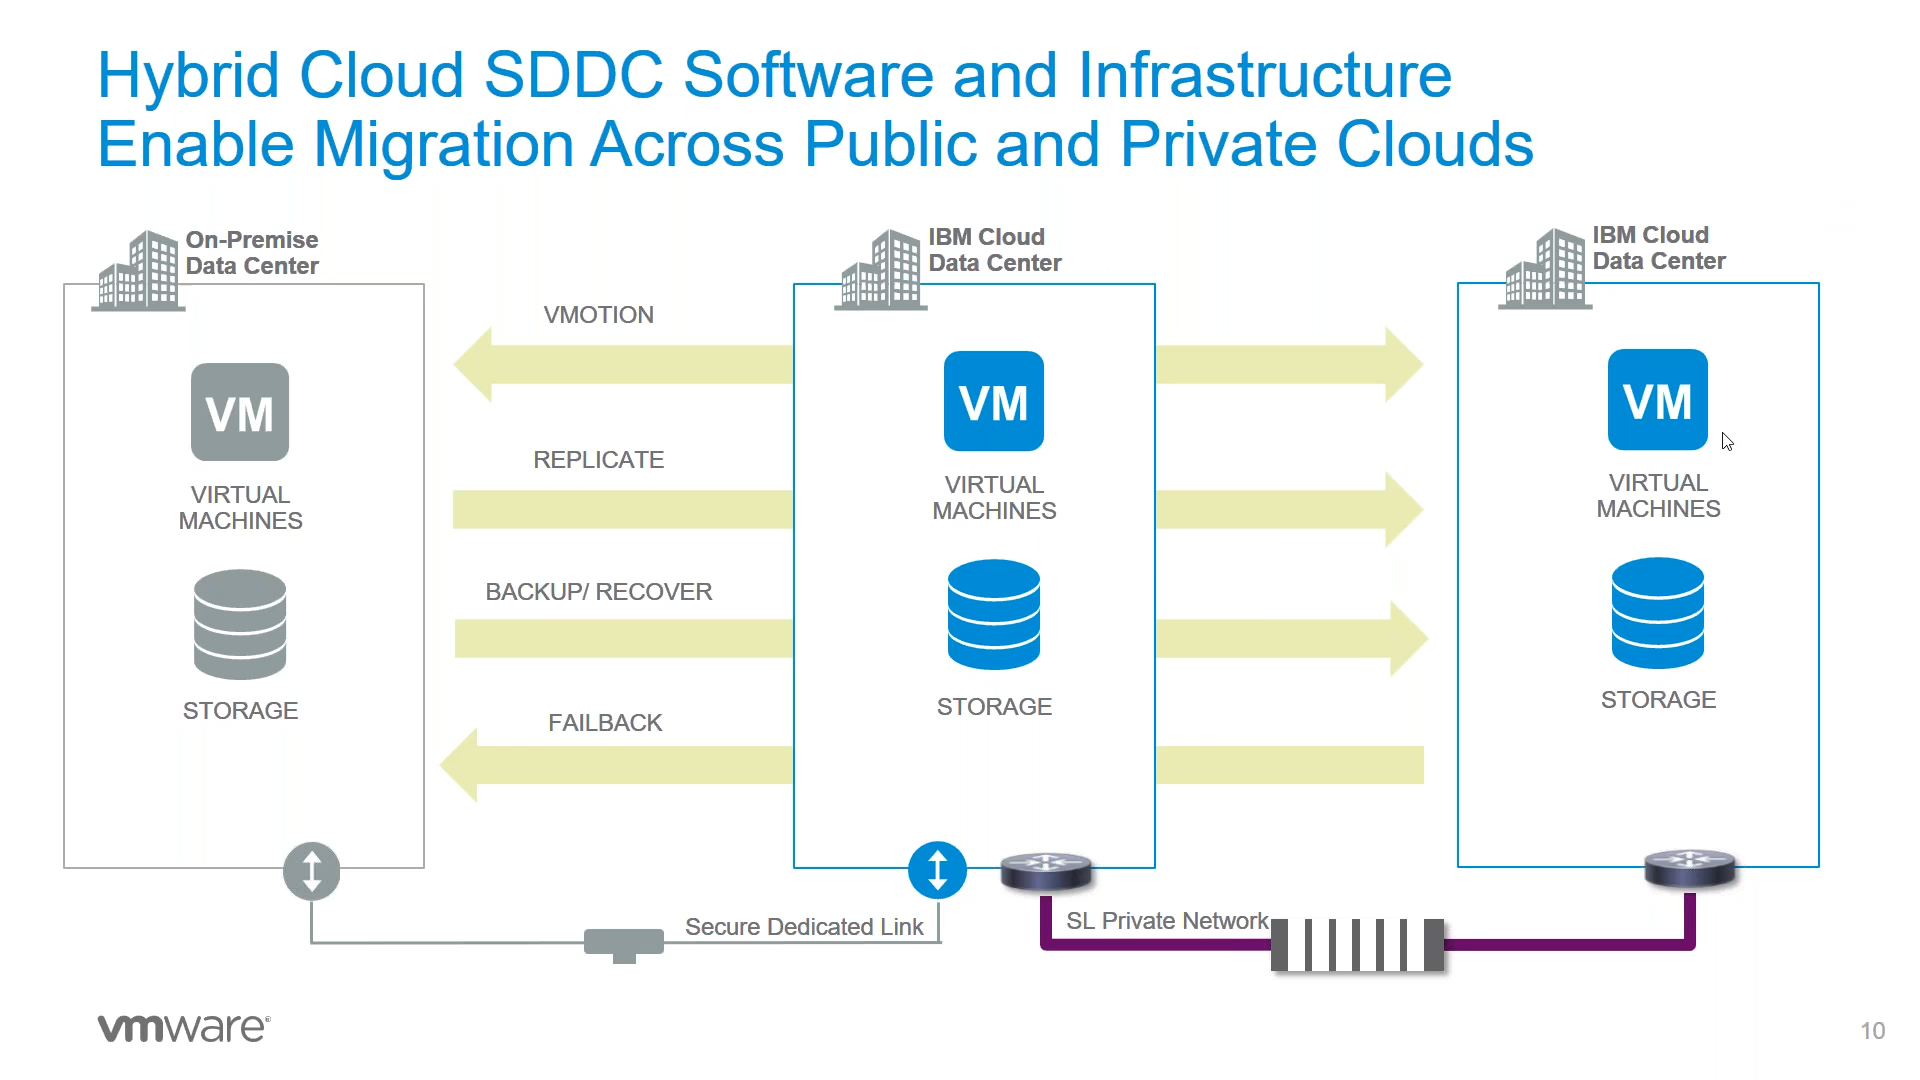 Hybrid Cloud SDDC Software and Infrastructure
Enable Migration Across Public and Private Clouds
On-Premise
Data Center
IBM Cloud
Data Center
IBM Cloud
Data Center
VMOTION
VM
VM
VM
REPLICATE
VIRTUAL
MACHINES
VIRTUAL
MACHINES
VIRTUAL
MACHINES
BACKUP/ RECOVER
STORAGE
STORAGE
STORAGE
FAILBACK
Secure Dedicated Link
SL Private Network
vmware®
10